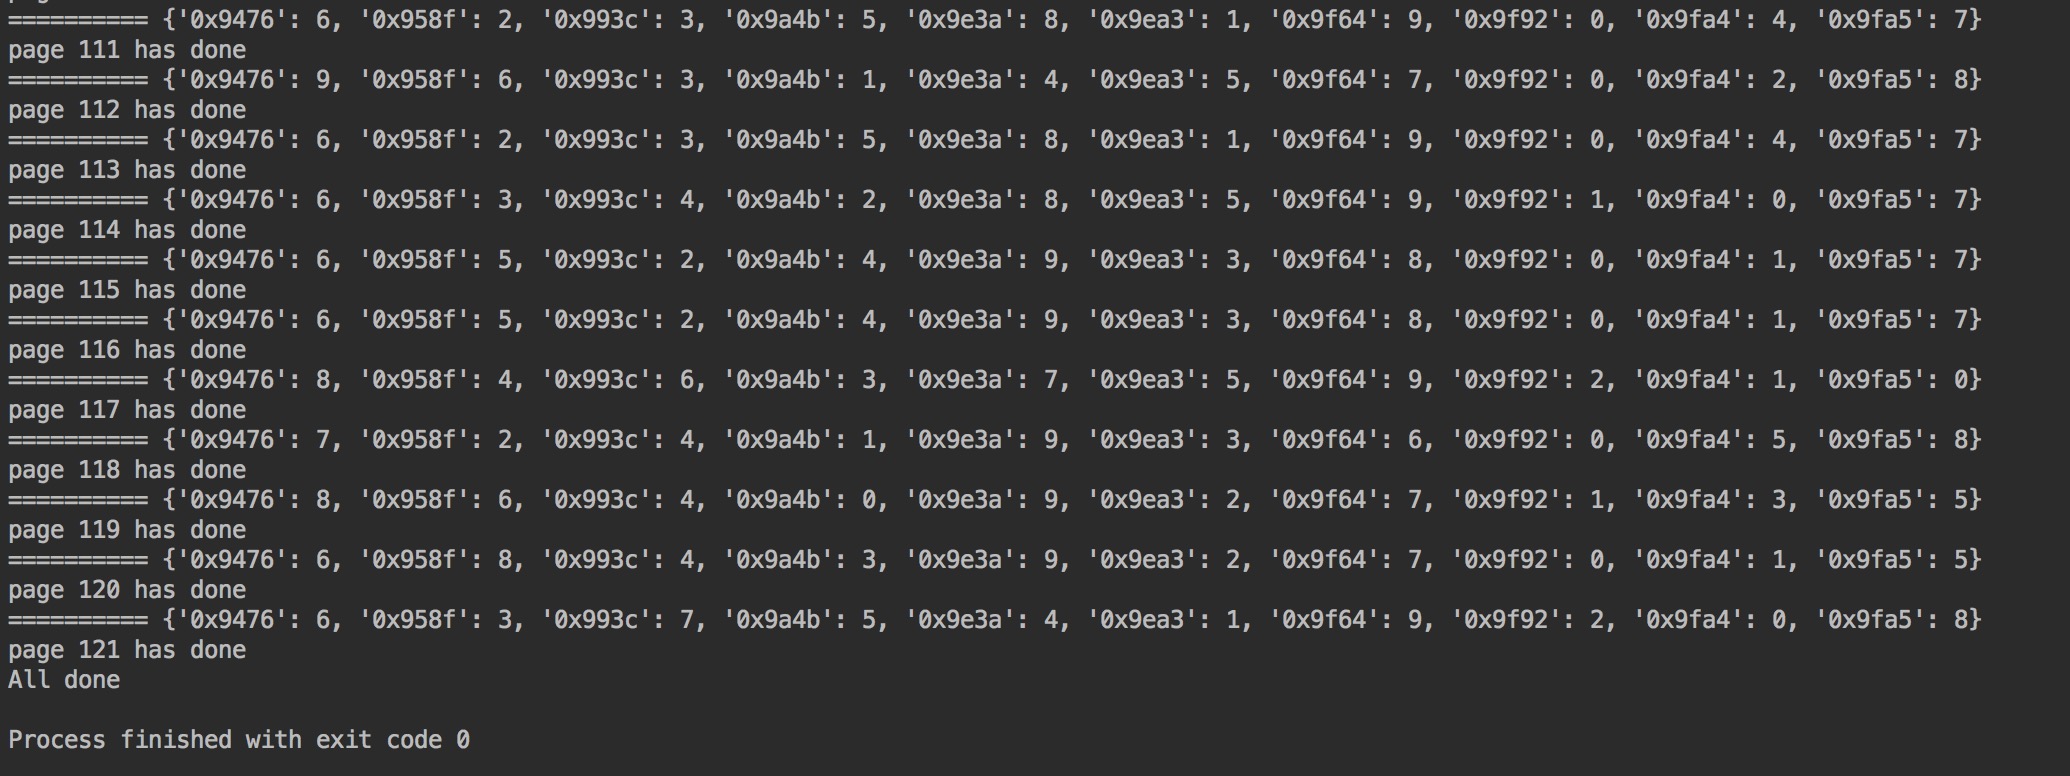 ========== {'0x9476': 6, '0x958f': 2, '0x993c': 3, '0x9a4b': 5, '0x9e3a': 8, '0x9ea3': 1, '0x9f64': 9, '0x9f92': 0, '0x9fa4': 4, '0x9fa5': 7}
page 111 has done
========== {'0x9476': 9, '0x958f': 6, '0x993c': 3, '0x9a4b': 1, '0x9e3a': 4, '0x9ea3': 5, '0x9f64': 7, '0x9f92': 0, '0x9fa4': 2, '0x9fa5': 8}
page 112 has done
========== {'0x9476': 6, '0x958f': 2, '0x993c': 3, '0x9a4b': 5, '0x9e3a': 8, '0x9ea3': 1, '0x9f64': 9, '0x9f92': 0, '0x9fa4': 4, '0x9fa5': 7}
page 113 has done
========== {'0x9476': 6, '0x958f': 3, '0x993c': 4, '0x9a4b': 2, '0x9e3a': 8, '0x9ea3': 5, '0x9f64': 9, '0x9f92': 1, '0x9fa4': 0, '0x9fa5': 7}
page 114 has done
========== {'0x9476': 6, '0x958f': 5, '0x993c': 2, '0x9a4b': 4, '0x9e3a': 9, '0x9ea3': 3, '0x9f64': 8, '0x9f92': 0, '0x9fa4': 1, '0x9fa5': 7}
page 115 has done
========== {'0x9476': 6, '0x958f': 5, '0x993c': 2, '0x9a4b': 4, '0x9e3a': 9, '0x9ea3': 3, '0x9f64': 8, '0x9f92': 0, '0x9fa4': 1, '0x9fa5': 7}
page 116 has done
========== {'0x9476': 8, '0x958f': 4, '0x993c': 6, '0x9a4b': 3, '0x9e3a': 7, '0x9ea3': 5, '0x9f64': 9, '0x9f92': 2, '0x9fa4': 1, '0x9fa5': 0}
page 117 has done
========== {'0x9476': 7, '0x958f': 2, '0x993c': 4, '0x9a4b': 1, '0x9e3a': 9, '0x9ea3': 3, '0x9f64': 6, '0x9f92': 0, '0x9fa4': 5, '0x9fa5': 8}
page 118 has done
========== {'0x9476': 8, '0x958f': 6, '0x993c': 4, '0x9a4b': 0, '0x9e3a': 9, '0x9ea3': 2, '0x9f64': 7, '0x9f92': 1, '0x9fa4': 3, '0x9fa5': 5}
page 119 has done
========== {'0x9476': 6, '0x958f': 8, '0x993c': 4, '0x9a4b': 3, '0x9e3a': 9, '0x9ea3': 2, '0x9f64': 7, '0x9f92': 0, '0x9fa4': 1, '0x9fa5': 5}
page 120 has done
========== {'0x9476': 6, '0x958f': 3, '0x993c': 7, '0x9a4b': 5, '0x9e3a': 4, '0x9ea3': 1, '0x9f64': 9, '0x9f92': 2, '0x9fa4': 0, '0x9fa5': 8}
page 121 has done
All done
Process finished with exit code 0